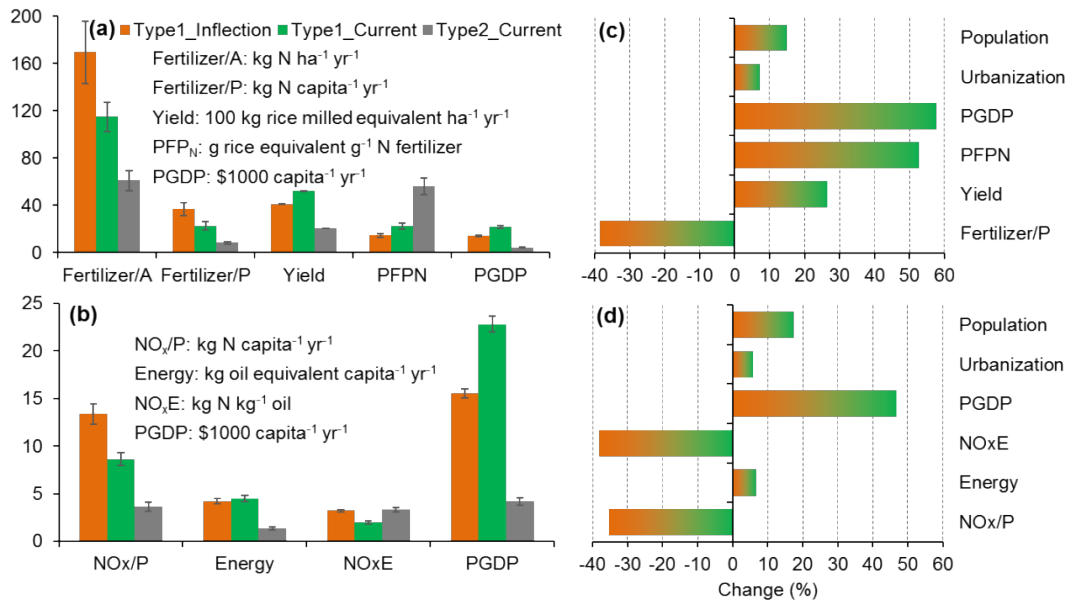 (a) Type1_Inflection Type1_Current Type2_Current
Fertilizer/A: kg N ha⁻¹ yr⁻¹
Fertilizer/P: kg N capita⁻¹ yr⁻¹
Yield: 100 kg rice milled equivalent ha⁻¹ yr⁻¹
PFP_N: g rice equivalent g⁻¹ N fertilizer
PGDP: $1000 capita⁻¹ yr⁻¹
200
160
120
80
40
0
Fertilizer/A Fertilizer/P Yield PFPN PGDP
(c)
Population
Urbanization
PGDP
PFPN
Yield
Fertilizer/P
-40 -30 -20 -10 0 10 20 30 40 50 60
(b)
NOₓ/P: kg N capita⁻¹ yr⁻¹
Energy: kg oil equivalent capita⁻¹ yr⁻¹
NOₓE: kg N kg⁻¹ oil
PGDP: $1000 capita⁻¹ yr⁻¹
25
20
15
10
5
0
NOx/P Energy NOxE PGDP
(d)
Population
Urbanization
PGDP
NOxE
Energy
NOx/P
-40 -30 -20 -10 0 10 20 30 40 50 60
Change (%)